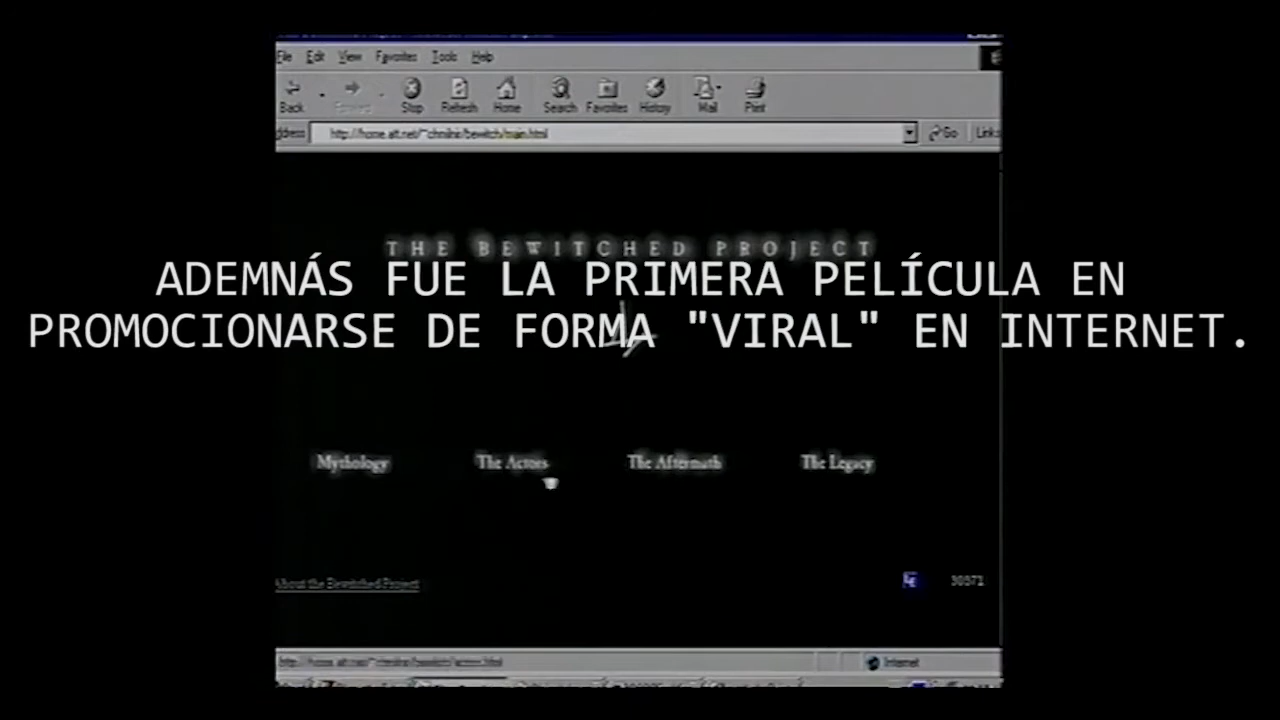 File Edit View Favorites Tools Help
Back Stop Refresh Home Search Favorites History Mail Print
Go Links
THE BEWITCHED PROJECT
ADEMNÁS FUE LA PRIMERA PELÍCULA EN
PROMOCIONARSE DE FORMA "VIRAL" EN INTERNET.
Mythology The Actors The Aftermath The Legacy
About the Bewitched Project
30571
Internet